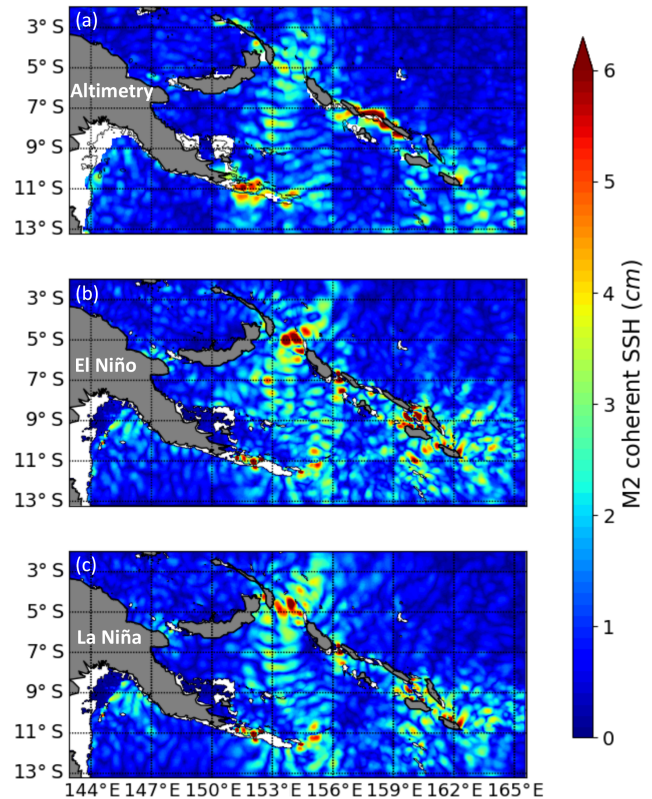 (a)
3° S
5° S
Altimetry
7° S
9° S
11° S
13° S
(b)
3° S
5° S
El Niño
7° S
9° S
11° S
13° S
(c)
3° S
5° S
La Niña
7° S
9° S
11° S
13° S
144°E 147°E 150°E 153°E 156°E 159°E 162°E 165°E
6
5
4
3
2
1
0
M2 coherent SSH (cm)